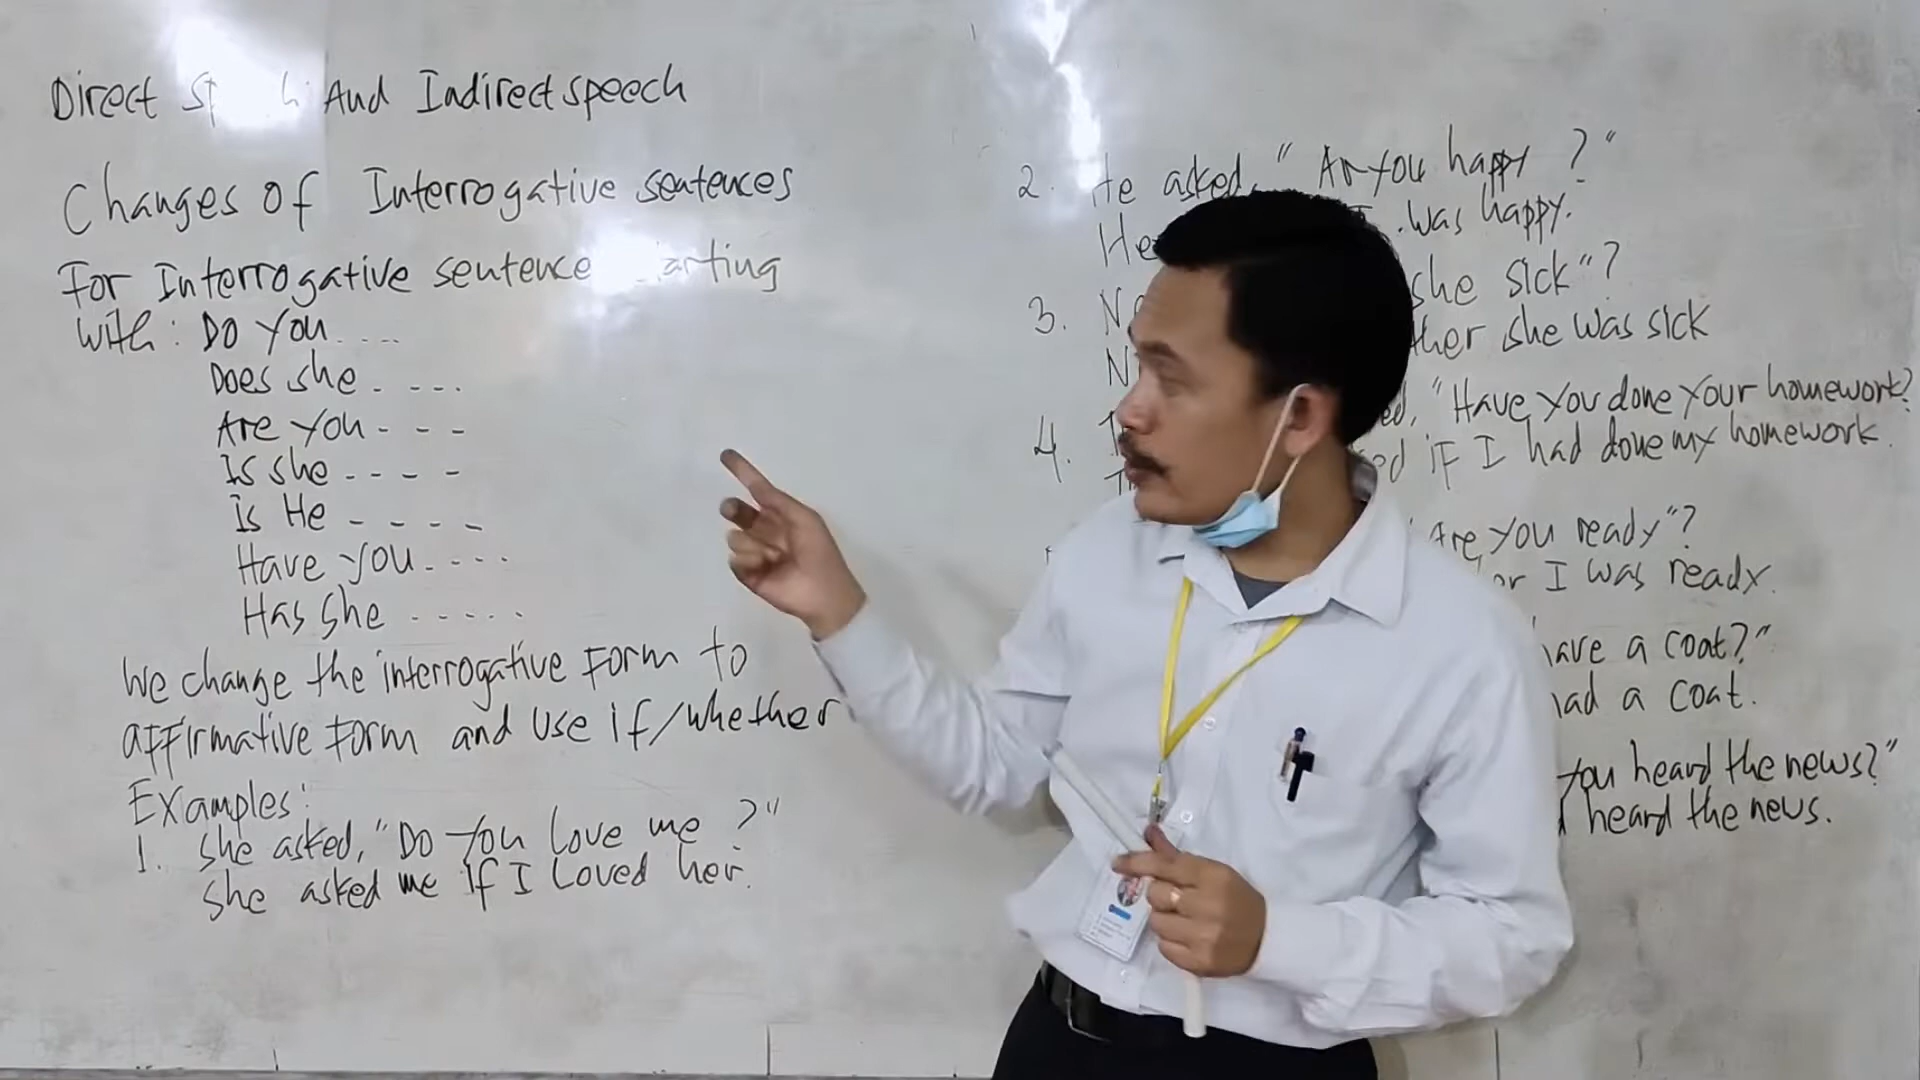 Direct And Indirect speech
Changes of Interrogative sentences
For Interrogative sentence
with: Do you....
Does she....
Are you---
Is she----
Is He ----
Have you....
Has she .....
We change the interrogative Form to
affirmative Form and use if/whether
Examples:
1. She asked, "Do you love me ?"
She asked me if I Loved her.
2. He asked, " you happy ?"
He I was happy.
3. she sick"?
she was sick
4. "Have you done your homework?
if I had done my homework.
Are you ready"?
I was ready.
have a coat?"
had a coat.
you heard the news?"
heard the news.